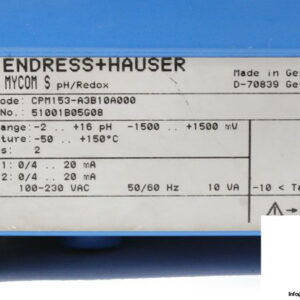 ENDRESS+HAUSER
MYCOM S pH/Redox
Made in Ge
D-70839 Ge
ode: CPM153-A3B10A000
No.: 51001B05G08
ange: -2 .. +16 pH -1500 .. +1500 mV
ture: -50 .. +150°C
s: 2
1: 0/4 .. 20 mA
2: 0/4 .. 20 mA
100-230 VAC 50/60 Hz 10 VA
-10 < T